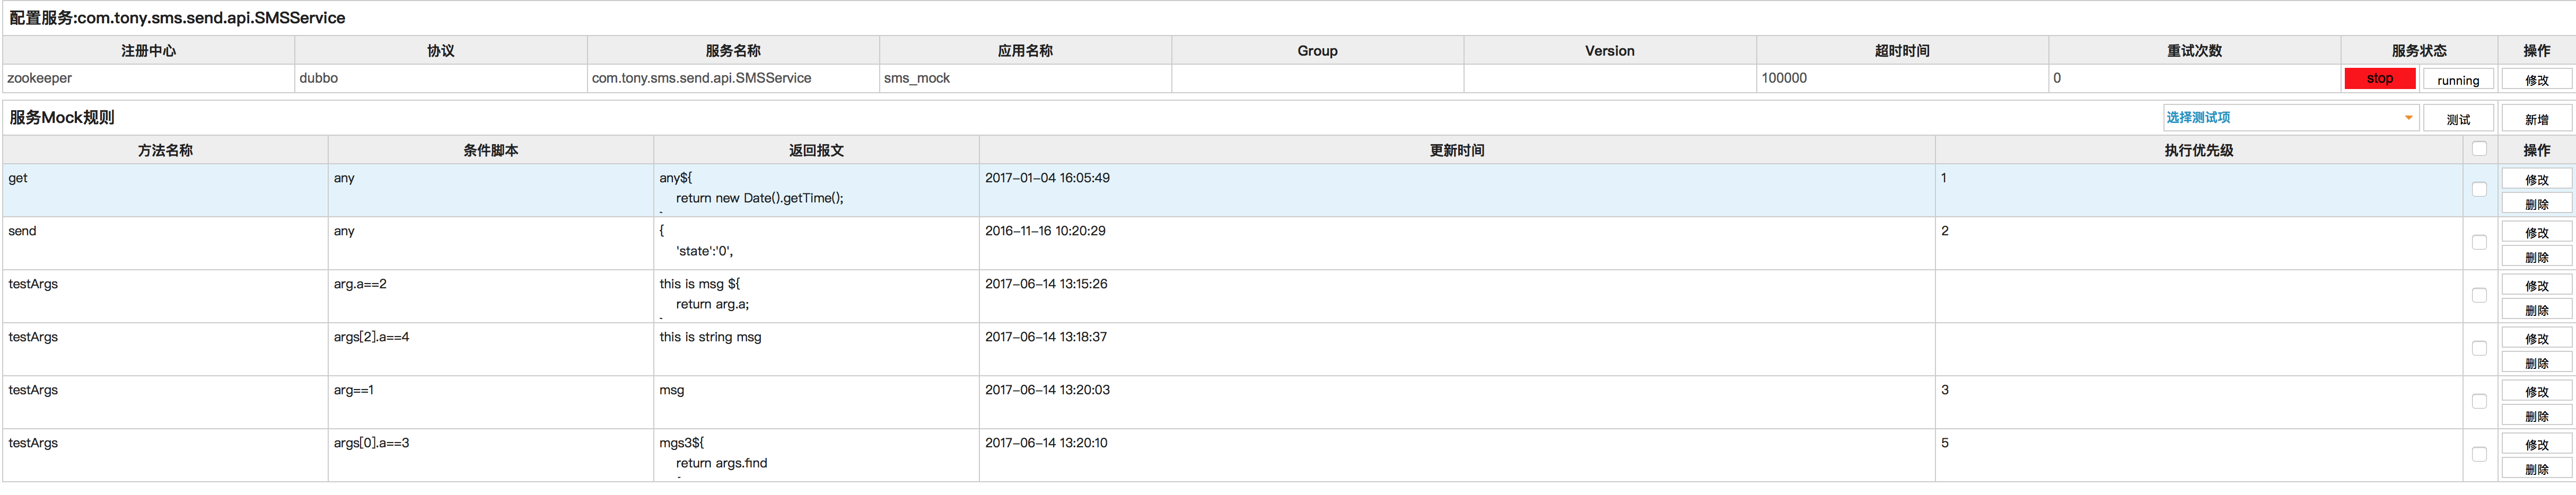 配置服务:com.tony.sms.send.api.SMSService
注册中心 协议 服务名称 应用名称 Group Version 超时时间 重试次数 服务状态 操作
zookeeper dubbo com.tony.sms.send.api.SMSService sms_mock 100000 0 stop running 修改
服务Mock规则 选择测试项 测试 新增
方法名称 条件脚本 返回报文 更新时间 执行优先级 操作
get any any${ 2017-01-04 16:05:49 1 修改
return new Date().getTime(); 删除
send any { 2016-11-16 10:20:29 2 修改
'state':'0', 删除
testArgs arg.a==2 this is msg ${ 2017-06-14 13:15:26 修改
return arg.a; 删除
testArgs args[2].a==4 this is string msg 2017-06-14 13:18:37 修改
删除
testArgs arg==1 msg 2017-06-14 13:20:03 3 修改
删除
testArgs args[0].a==3 mgs3${ 2017-06-14 13:20:10 5 修改
return args.find 删除